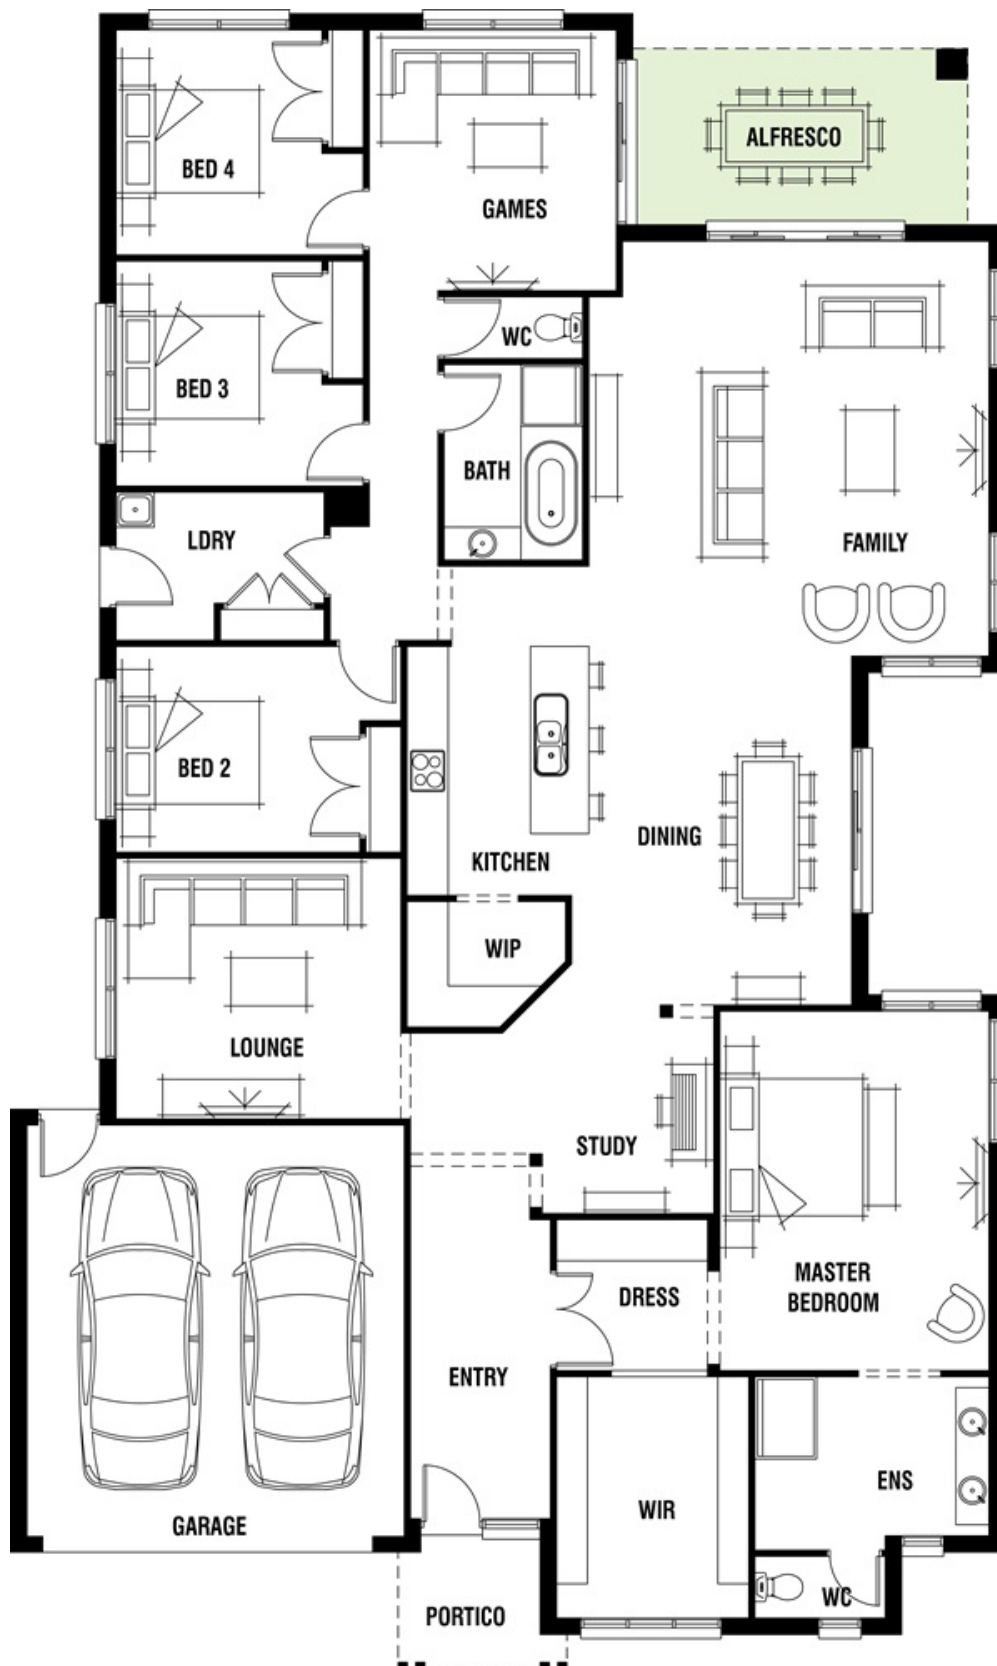 ALFRESCO
BED 4
GAMES
WC
BED 3
BATH
LDRY
FAMILY
BED 2
DINING
KITCHEN
WIP
LOUNGE
STUDY
MASTER
BEDROOM
DRESS
ENTRY
ENS
WIR
GARAGE
WC
PORTICO